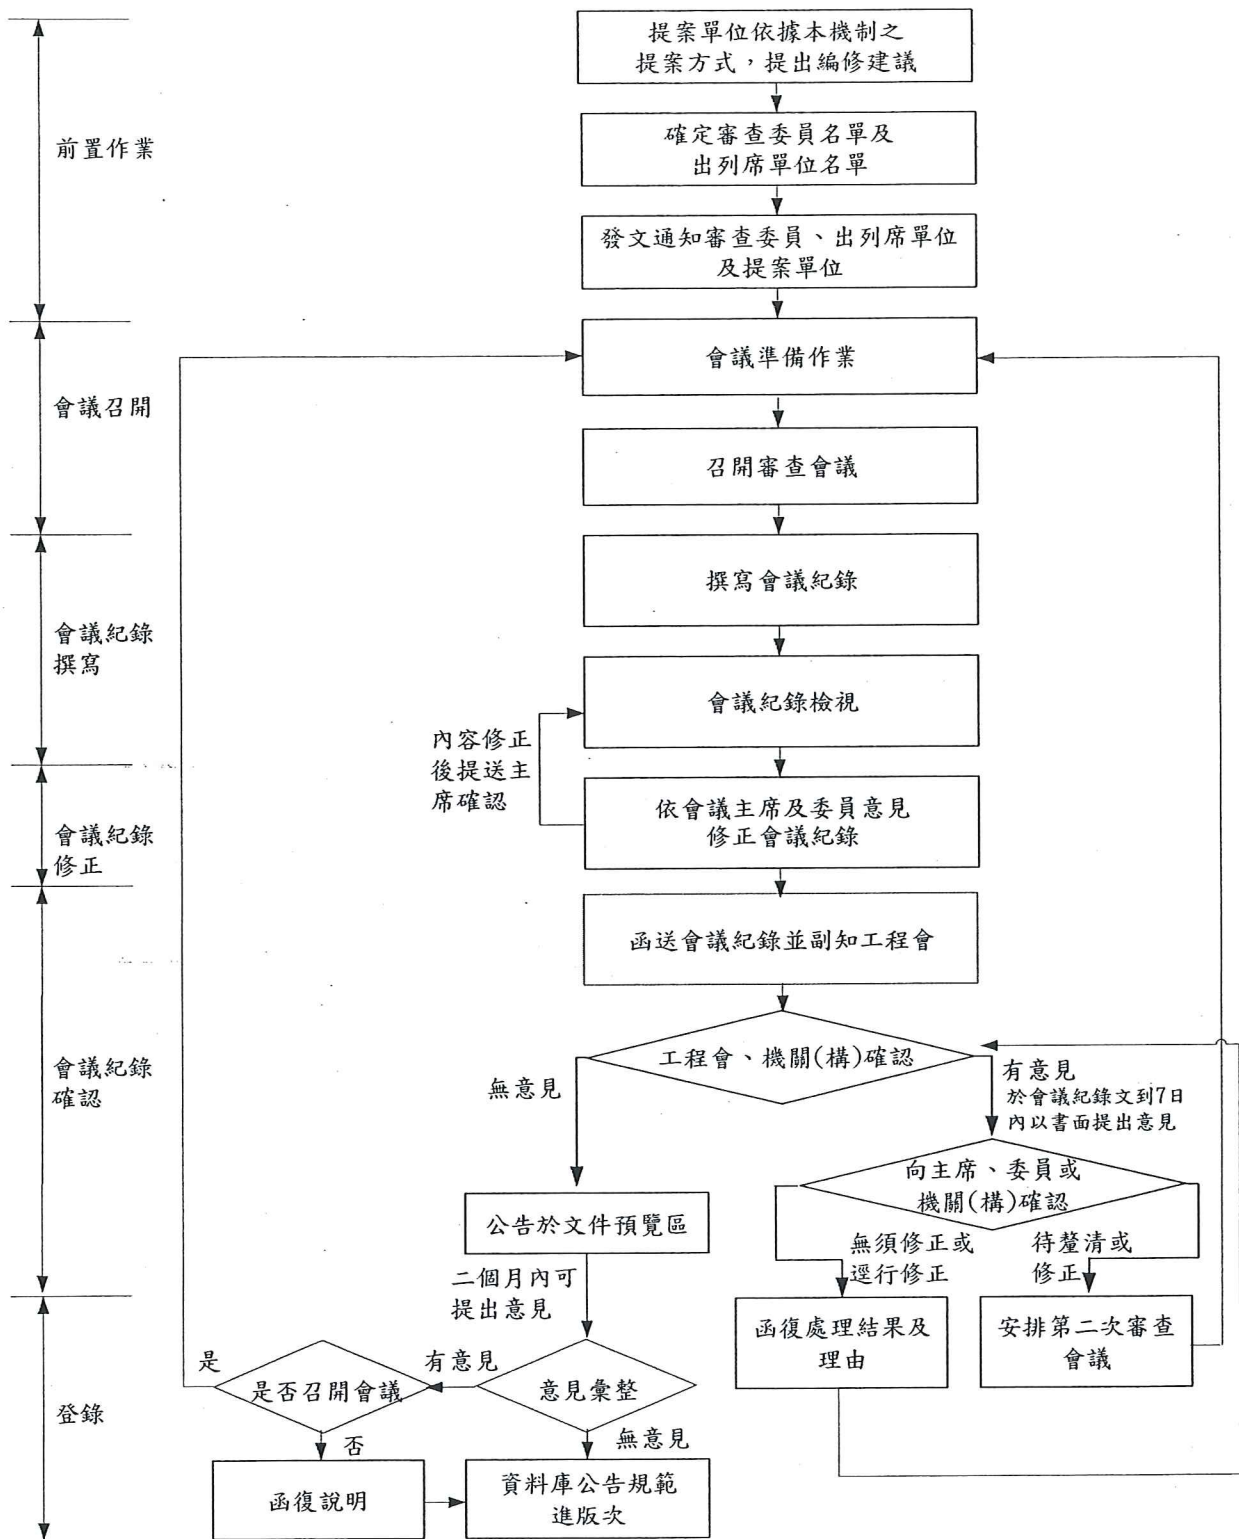 提案單位依據本機制之
提案方式，提出編修建議
前置作業
確定審查委員名單及
出列席單位名單
發文通知審查委員、出列席單位
及提案單位
會議召開
會議準備作業
召開審查會議
會議紀錄
撰寫
撰寫會議紀錄
會議紀錄檢視
內容修正
後提送主
席確認
會議紀錄
修正
依會議主席及委員意見
修正會議紀錄
會議紀錄
確認
函送會議紀錄並副知工程會
工程會、機關(構)確認
無意見
有意見
於會議紀錄文到7日
內以書面提出意見
向主席、委員或
機關(構)確認
公告於文件預覽區
無須修正或
逕行修正
待釐清或
修正
二個月內可
提出意見
函復處理結果及
理由
安排第二次審查
會議
登錄
是
是否召開會議
有意見
意見彙整
否
無意見
函復說明
資料庫公告規範
進版次